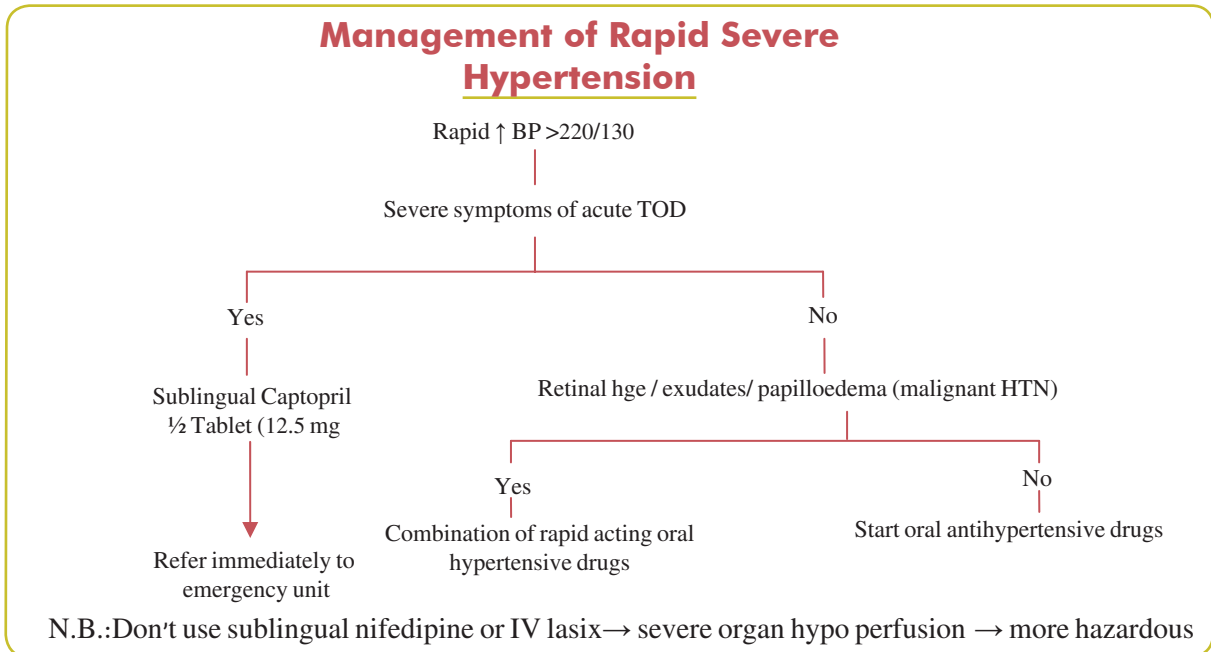 Management of Rapid Severe
Hypertension
Rapid ↑ BP >220/130
Severe symptoms of acute TOD
Yes
No
Sublingual Captopril
½ Tablet (12.5 mg
Retinal hge / exudates/ papilloedema (malignant HTN)
Yes
No
Combination of rapid acting oral
hypertensive drugs
Start oral antihypertensive drugs
Refer immediately to
emergency unit
N.B.:Don't use sublingual nifedipine or IV lasix→ severe organ hypo perfusion → more hazardous